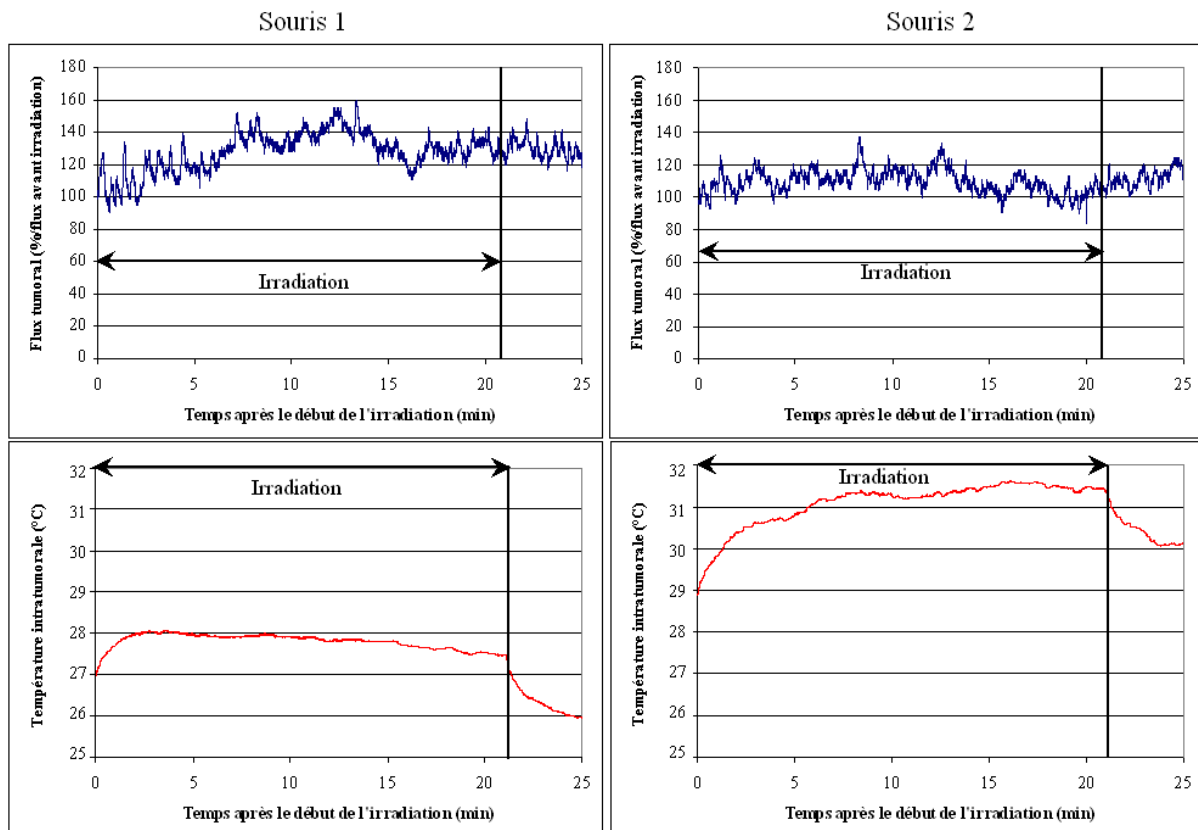 Souris 1
Souris 2
Flux tumoral (%/flux avant irradiation)
180
160
140
120
100
80
60
40
20
0
Irradiation
0 5 10 15 20 25
Temps après le début de l'irradiation (min)
Flux tumoral (%/flux avant irradiation)
180
160
140
120
100
80
60
40
20
0
Irradiation
0 5 10 15 20 25
Temps après le début de l'irradiation (min)
Température intratumorale (°C)
32
31
30
29
28
27
26
25
Irradiation
0 5 10 15 20 25
Temps après le début de l'irradiation (min)
Température intratumorale (°C)
32
31
30
29
28
27
26
25
Irradiation
0 5 10 15 20 25
Temps après le début de l'irradiation (min)